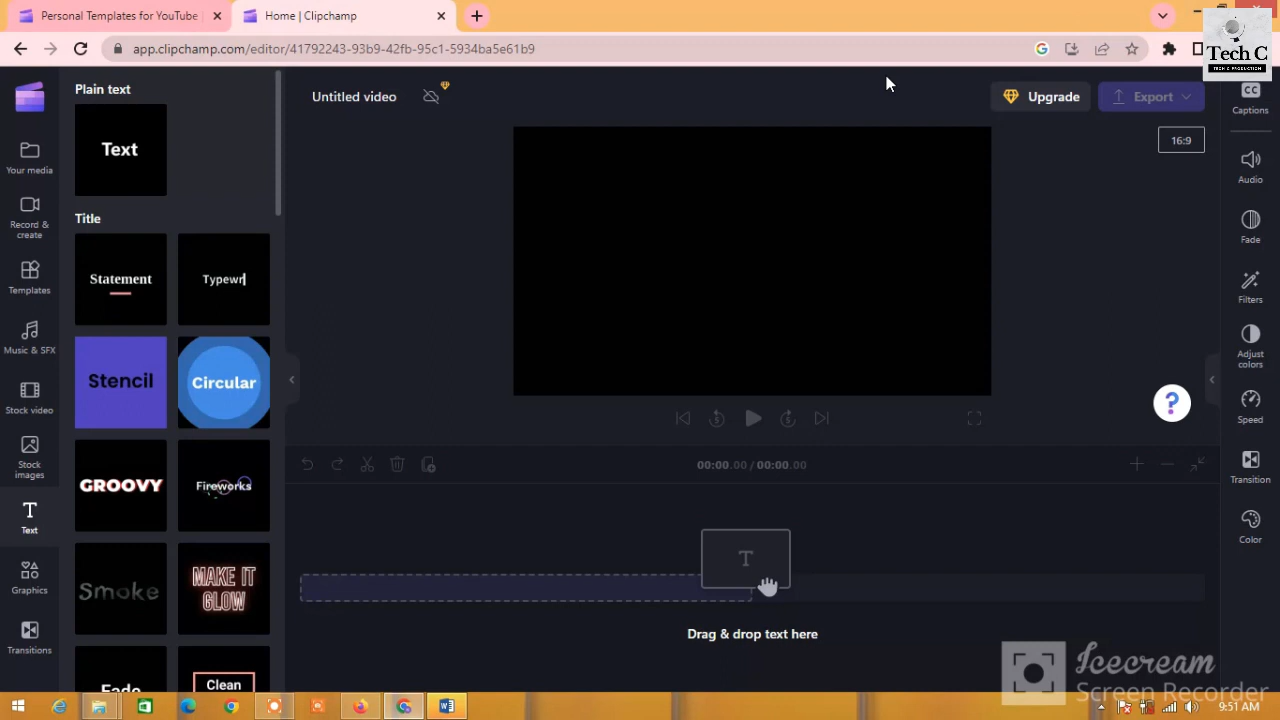 Personal Templates for YouTube
Home | Clipchamp
app.clipchamp.com/editor/41792243-93b9-42fb-95c1-5934ba5e61b9
Tech C
TECH C PRODUCTION
Your media
Record &
create
Templates
Music & SFX
Stock video
Stock
images
Text
Graphics
Transitions
Plain text
Text
Title
Statement
Typewr
Stencil
Circular
GROOVY
Fireworks
Smoke
MAKE IT
GLOW
Fade
Clean
Untitled video
Upgrade
Export
16:9
5
5
?
00:00.00 / 00:00.00
T
Drag & drop text here
CC
Captions
Audio
Fade
Filters
Adjust
colors
Speed
Transition
Color
Icecream
Screen Recorder
9:51 AM